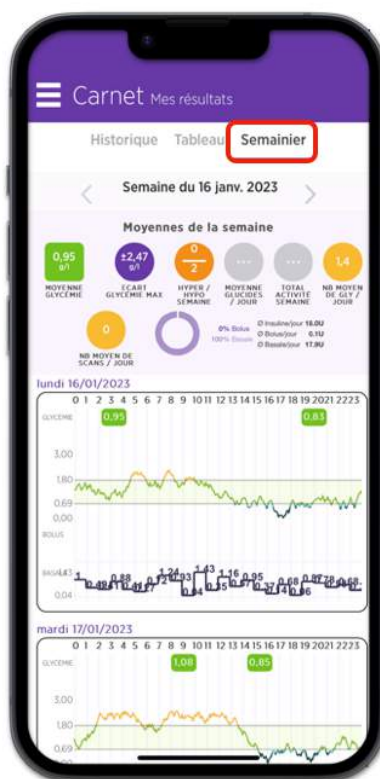 Carnet Mes résultats
Historique Tableau Semainier
Semaine du 16 janv. 2023
Moyennes de la semaine
0,95 g/l
±2,47 g/l
0
2
...
...
1,4
MOYENNE GLYCÉMIE
ECART GLYCÉMIE MAX
HYPER / HYPO SEMAINE
MOYENNE GLUCIDES / JOUR
TOTAL ACTIVITÉ SEMAINE
NB MOYEN DE GLY / JOUR
0
NB MOYEN DE SCANS / JOUR
0% Bolus
100% Basale
Ø Insuline/jour 18.0U
Ø Bolus/jour 0.1U
Ø Basale/jour 17.9U
lundi 16/01/2023
0 1 2 3 4 5 6 7 8 9 10 11 12 13 14 15 16 17 18 19 20 21 22 23
GLYCÉMIE
0,95
0,83
3,00
1,80
0,69
0,00
BOLUS
0,04
mardi 17/01/2023
0 1 2 3 4 5 6 7 8 9 10 11 12 13 14 15 16 17 18 19 20 21 22 23
GLYCÉMIE
1,08
0,85
3,00
1,80
0,69